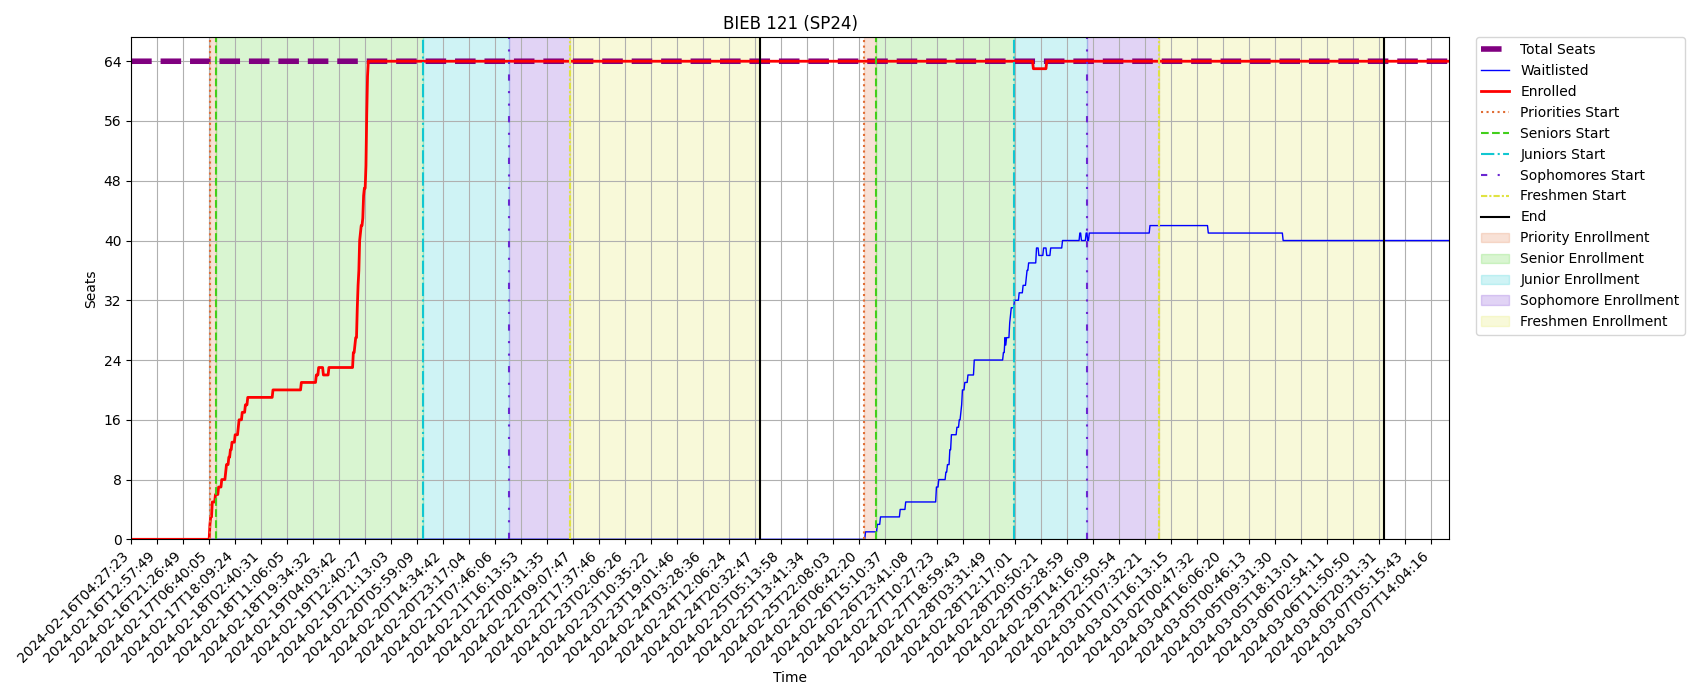 BIEB 121 (SP24)
64
56
48
40
32
24
16
8
0
Seats
2024-02-16T04:27:23
2024-02-16T12:57:49
2024-02-16T21:26:49
2024-02-17T06:40:05
2024-02-17T18:09:24
2024-02-18T02:40:31
2024-02-18T11:06:05
2024-02-18T19:34:32
2024-02-19T04:03:42
2024-02-19T12:40:27
2024-02-19T21:13:03
2024-02-20T05:59:09
2024-02-20T14:34:42
2024-02-20T23:17:04
2024-02-21T07:46:06
2024-02-21T16:13:53
2024-02-22T00:41:35
2024-02-22T09:07:47
2024-02-22T17:37:46
2024-02-23T02:06:26
2024-02-23T10:35:22
2024-02-23T19:01:46
2024-02-24T03:28:36
2024-02-24T12:06:24
2024-02-24T20:32:47
2024-02-25T05:13:58
2024-02-25T13:41:34
2024-02-25T22:08:03
2024-02-26T06:42:20
2024-02-26T15:10:37
2024-02-26T23:41:08
2024-02-27T10:27:23
2024-02-27T18:59:43
2024-02-28T03:31:49
2024-02-28T12:17:01
2024-02-28T20:50:21
2024-02-29T05:28:59
2024-02-29T14:16:09
2024-02-29T22:50:54
2024-03-01T07:32:21
2024-03-01T16:13:15
2024-03-02T00:47:32
2024-03-04T16:06:20
2024-03-05T00:46:13
2024-03-05T09:31:30
2024-03-05T18:13:01
2024-03-06T02:54:11
2024-03-06T11:50:50
2024-03-06T20:31:31
2024-03-07T05:15:43
2024-03-07T14:04:16
Time
Total Seats
Waitlisted
Enrolled
Priorities Start
Seniors Start
Juniors Start
Sophomores Start
Freshmen Start
End
Priority Enrollment
Senior Enrollment
Junior Enrollment
Sophomore Enrollment
Freshmen Enrollment